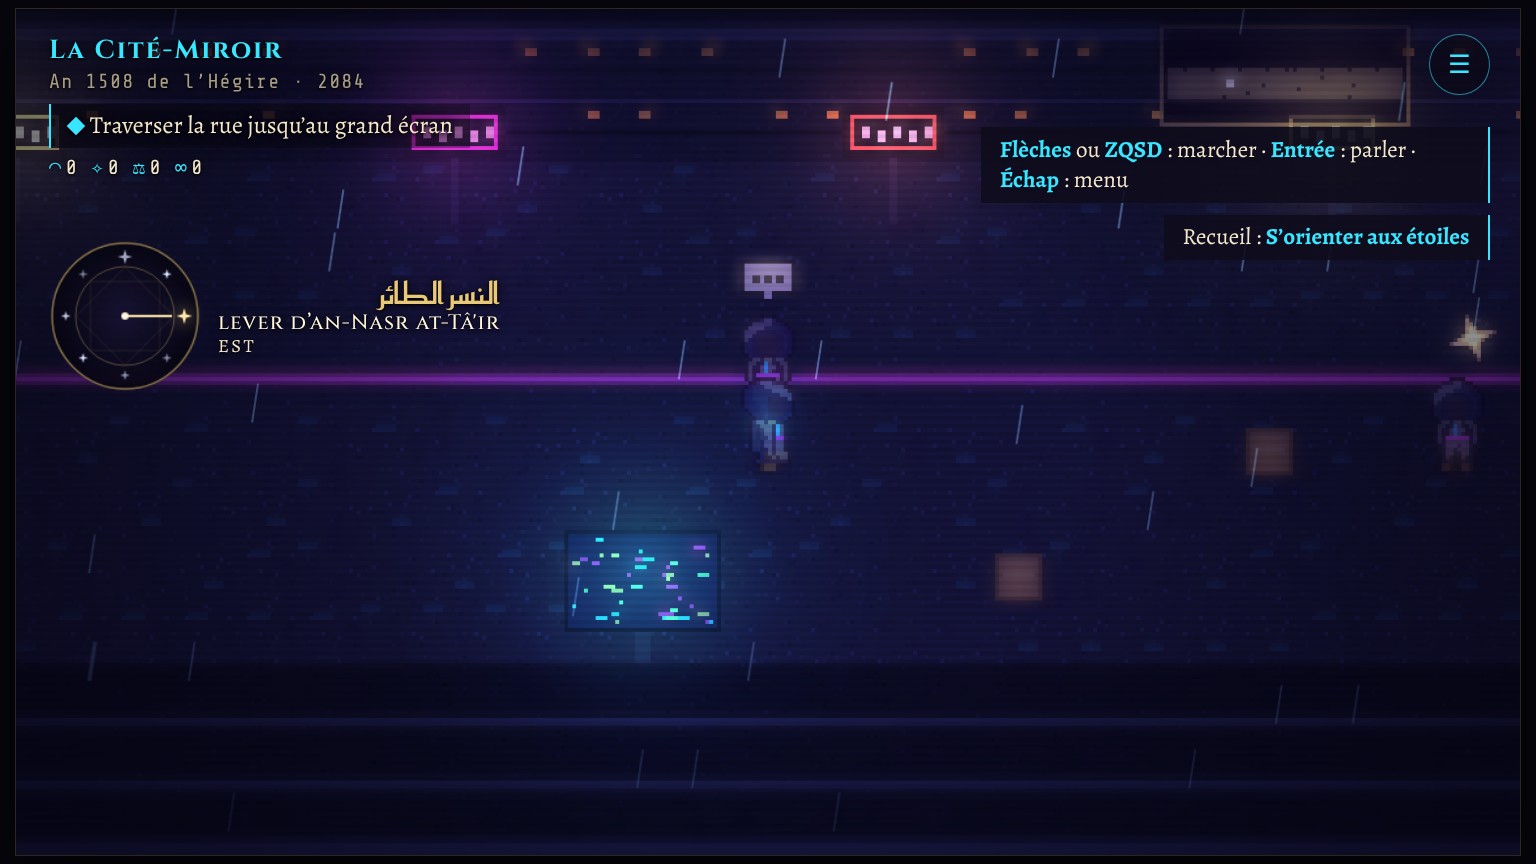 La Cité-Miroir
An 1508 de l’Hégire · 2084
◆ Traverser la rue jusqu’au grand écran
◠0 ✧0 ⚖0 ∞0
☰
Flèches ou ZQSD : marcher · Entrée : parler ·
Échap : menu
Recueil : S’orienter aux étoiles
النسر الطائر
LEVER D’AN-NASR AT-TÂ’IR
EST